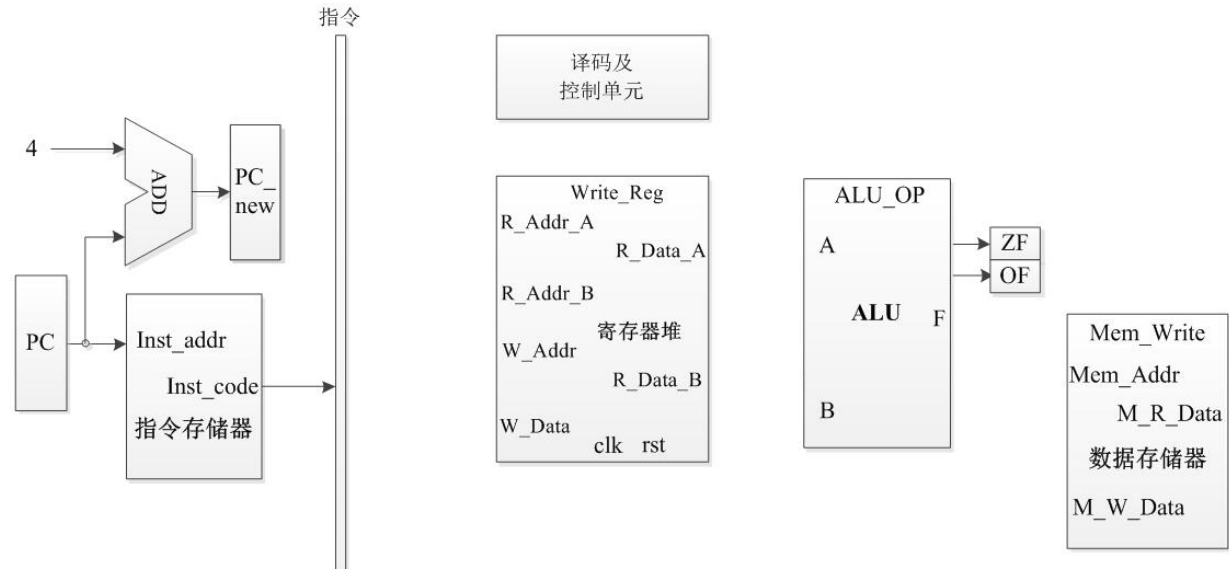 指令
译码及
控制单元
4
ADD
PC_
new
Write_Reg
R_Addr_A
R_Data_A
R_Addr_B
寄存器堆
W_Addr
R_Data_B
W_Data
clk rst
ALU_OP
A
ZF
OF
ALU
F
B
PC
Inst_addr
Inst_code
指令存储器
Mem_Write
Mem_Addr
M_R_Data
数据存储器
M_W_Data